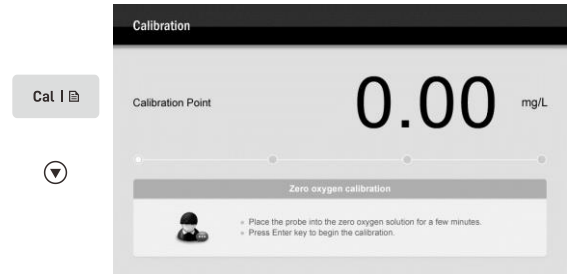 Calibration
Cal
Calibration Point 0.00 mg/L
Zero oxygen calibration
Place the probe into the zero oxygen solution for a few minutes.
Press Enter key to begin the calibration.